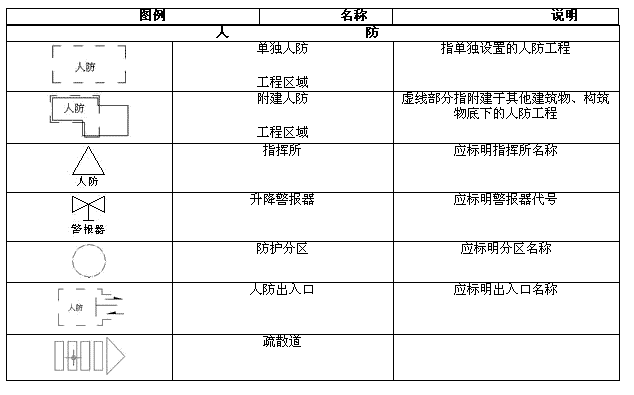 图例 名称 说明
人 防
人防
单独人防
工程区域
指单独设置的人防工程
人防
附建人防
工程区域
虚线部分指附建于其他建筑物、构筑
物底下的人防工程
人防
指挥所
应标明指挥所名称
警报器
升降警报器
应标明警报器代号
防护分区
应标明分区名称
人防
人防出入口
应标明出入口名称
疏散道